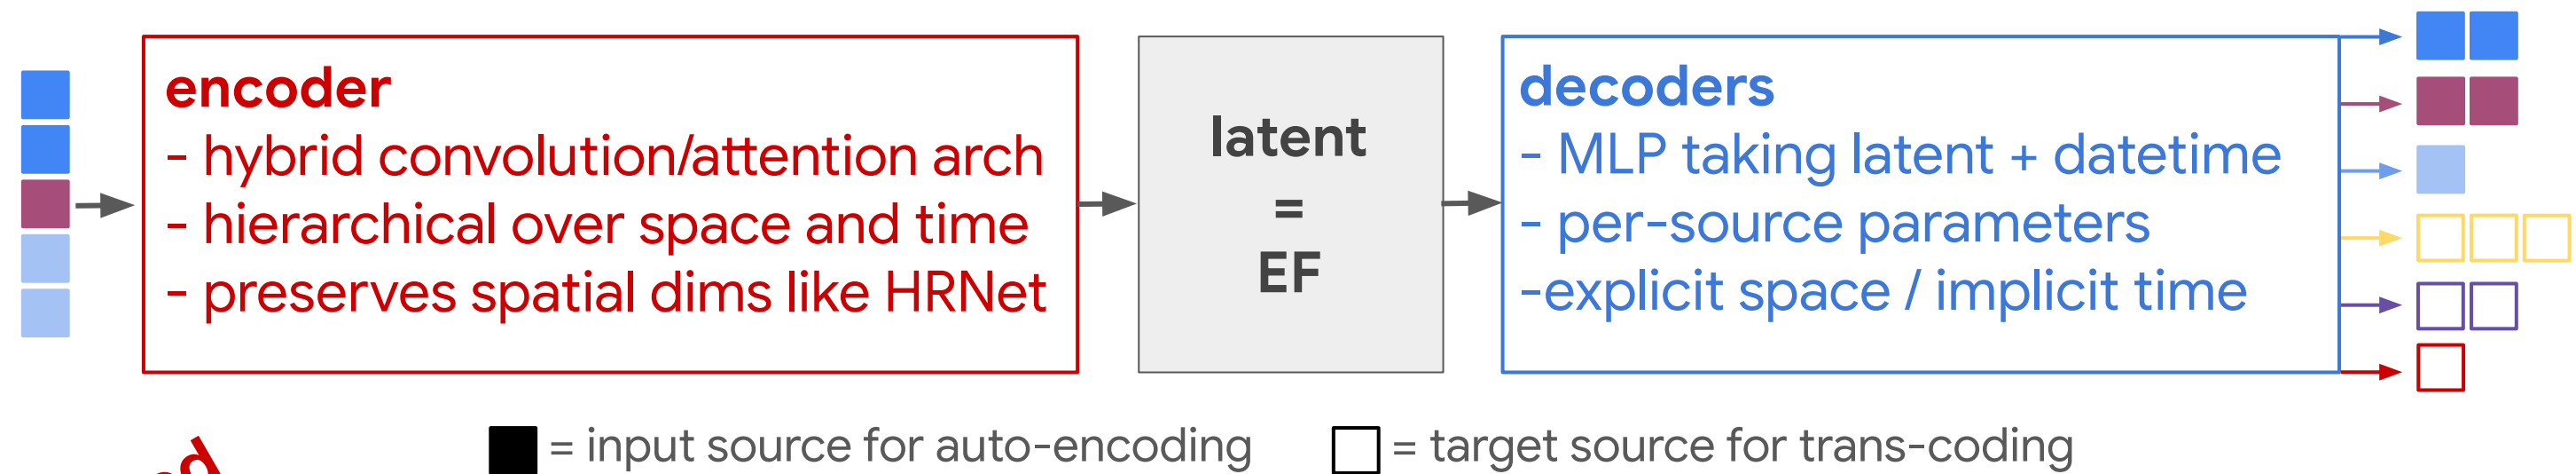 encoder
- hybrid convolution/attention arch
- hierarchical over space and time
- preserves spatial dims like HRNet
latent
=
EF
decoders
- MLP taking latent + datetime
- per-source parameters
-explicit space / implicit time
= input source for auto-encoding
= target source for trans-coding